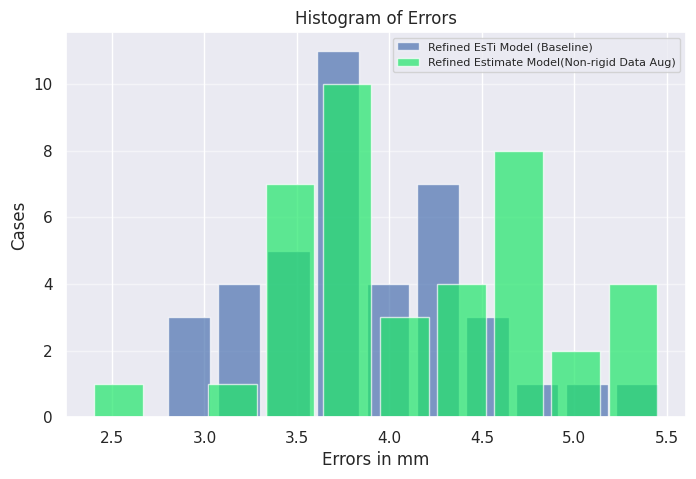 Histogram of Errors
Refined EsTi Model (Baseline)
Refined Estimate Model(Non-rigid Data Aug)
10
8
6
4
2
0
Cases
2.5 3.0 3.5 4.0 4.5 5.0 5.5
Errors in mm